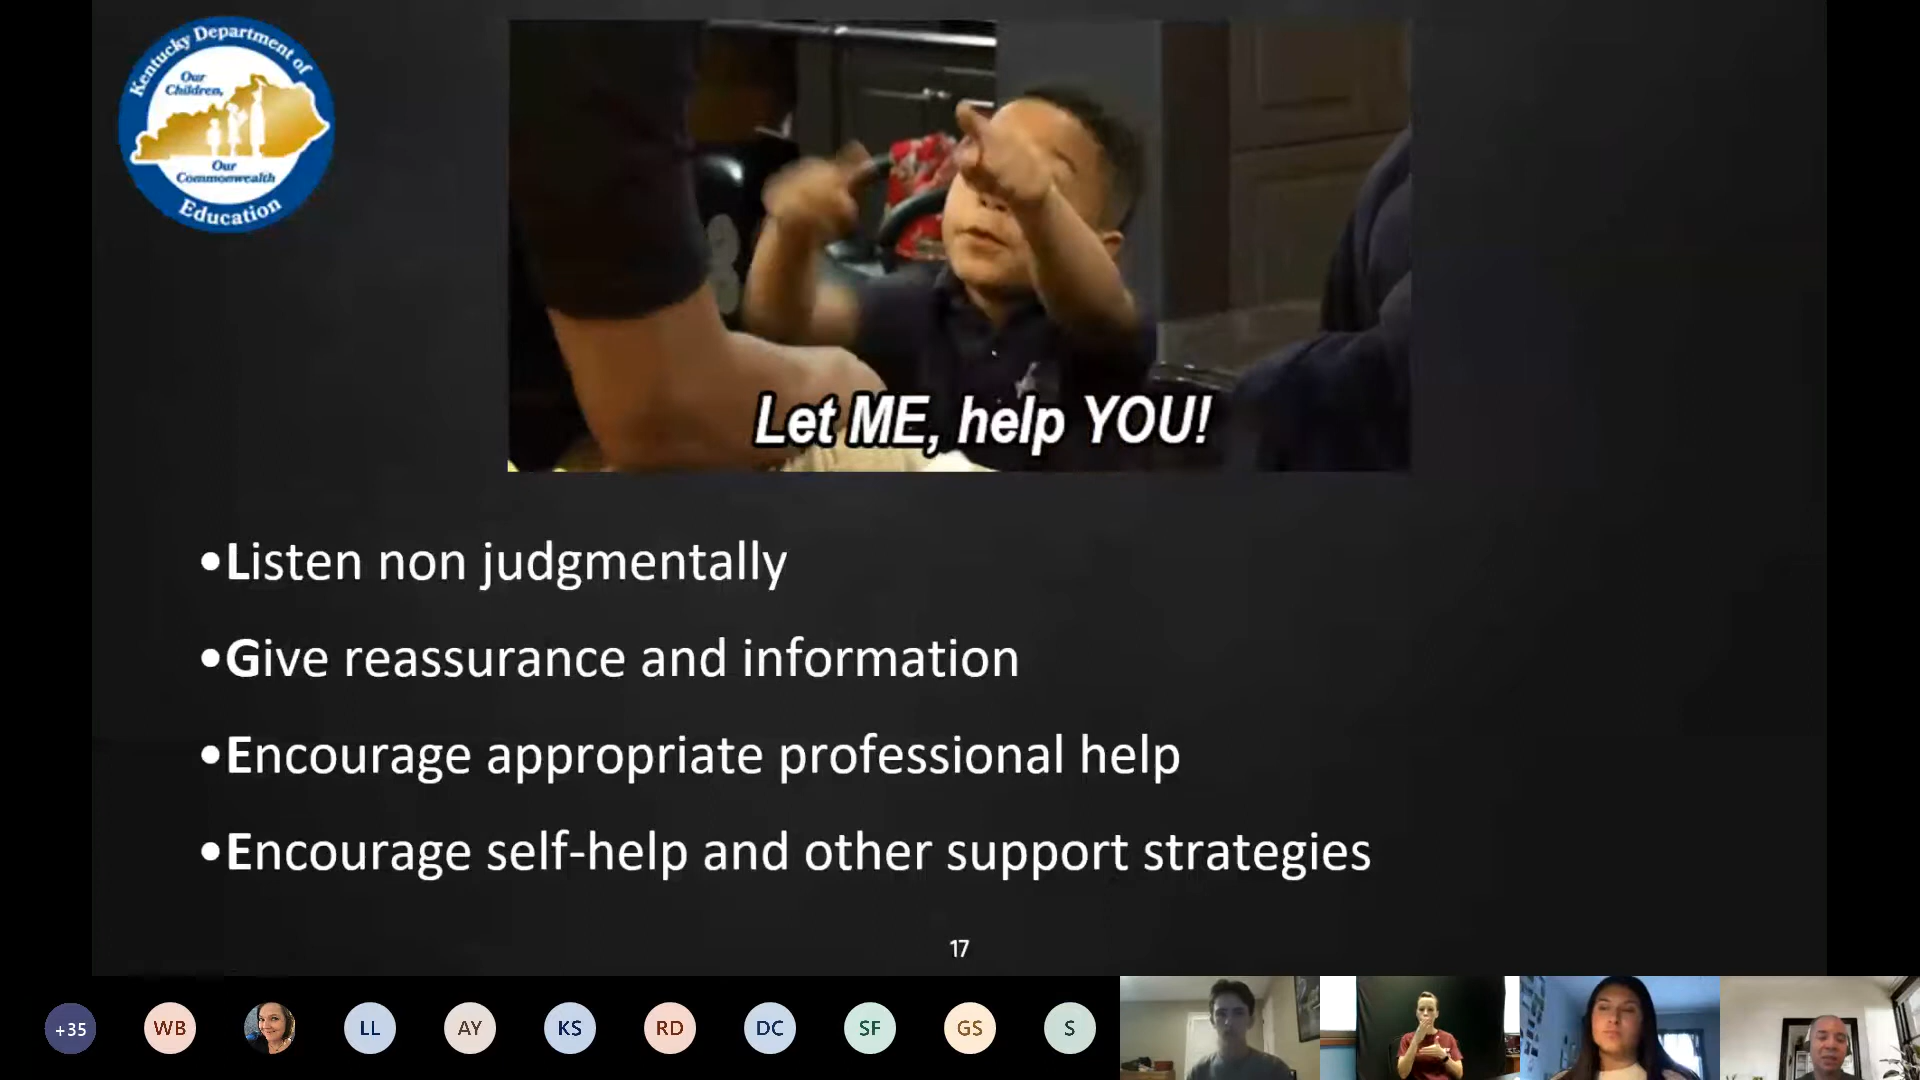 Kentucky Department of
Our
Children,
Our
Commonwealth
Education
Let ME, help YOU!
•Listen non judgmentally
•Give reassurance and information
•Encourage appropriate professional help
•Encourage self-help and other support strategies
17
+35 WB LL AY KS RD DC SF GS S